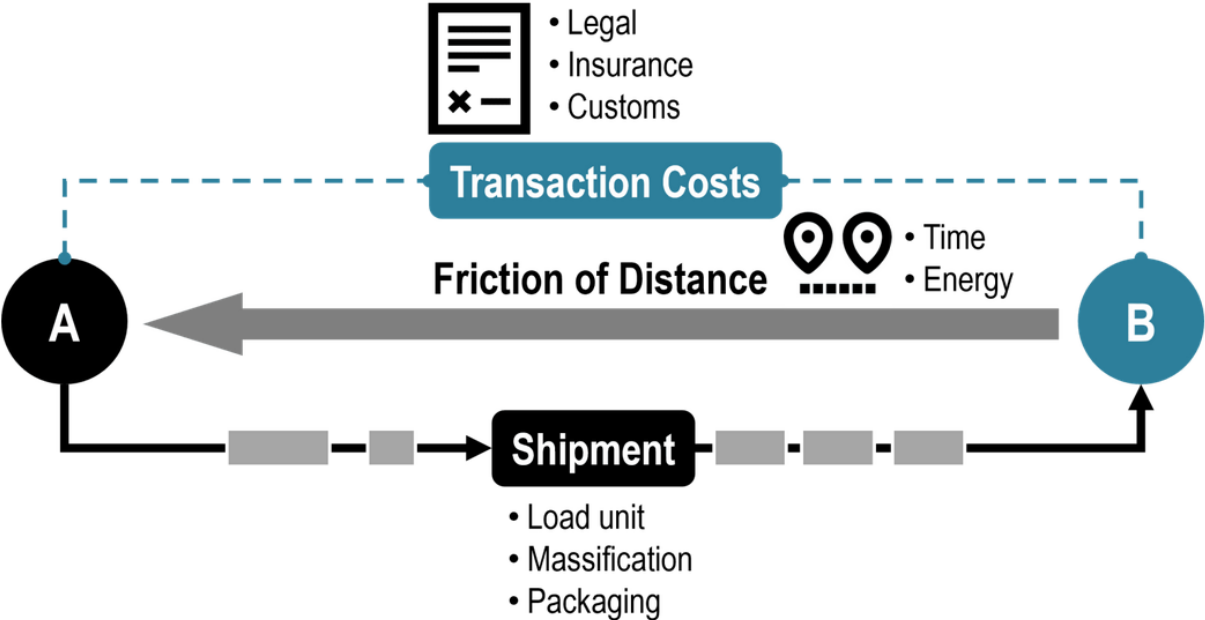 • Legal
• Insurance
• Customs
Transaction Costs
• Time
Friction of Distance
• Energy
A
B
Shipment
• Load unit
• Massification
• Packaging